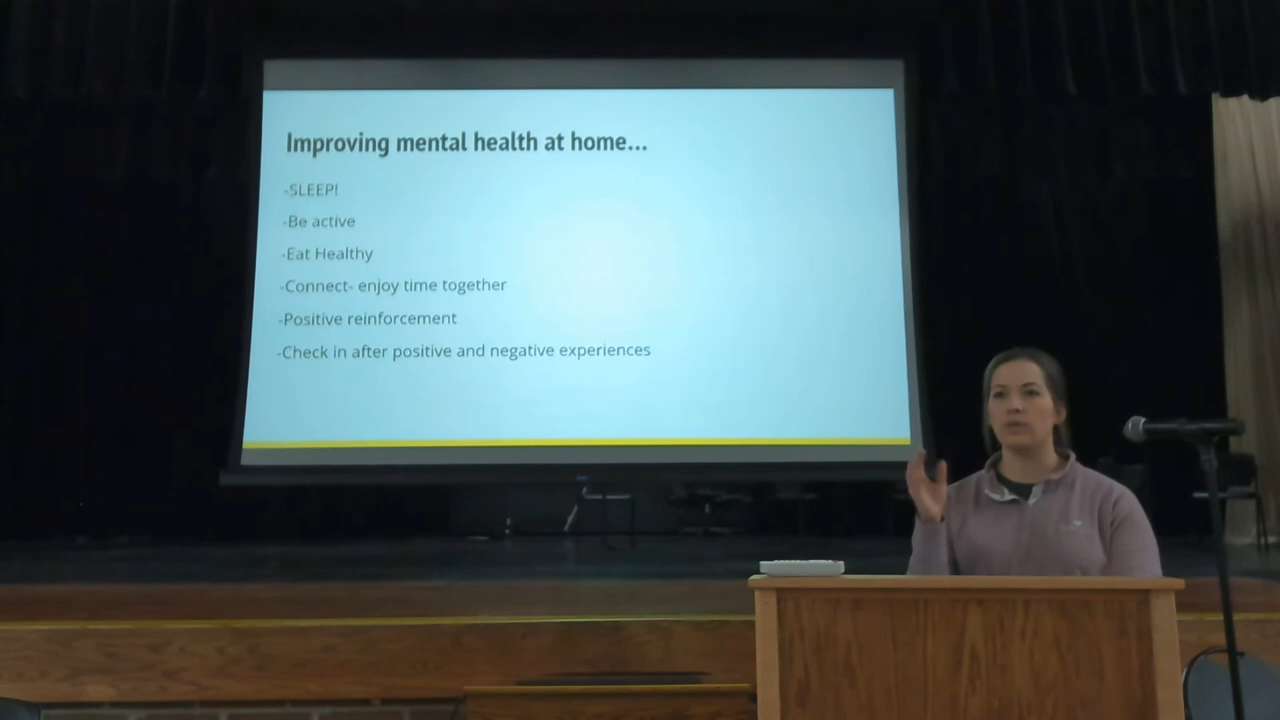 Improving mental health at home...
-SLEEP!
-Be active
-Eat Healthy
-Connect- enjoy time together
-Positive reinforcement
-Check in after positive and negative experiences